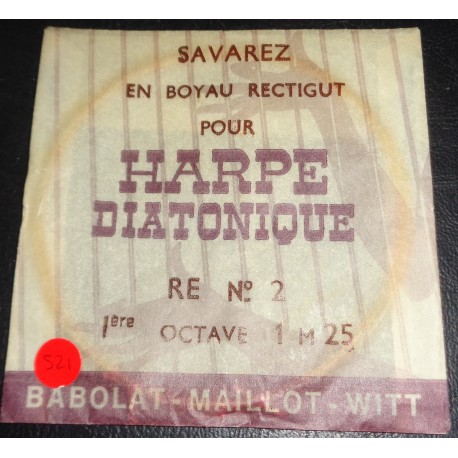 SAVAREZ
EN BOYAU RECTIGUT
POUR
HARPE
DIATONIQUE
RE Nº 2
1ère OCTAVE 1 M 25
521
BABOLAT-MAILLOT-WITT